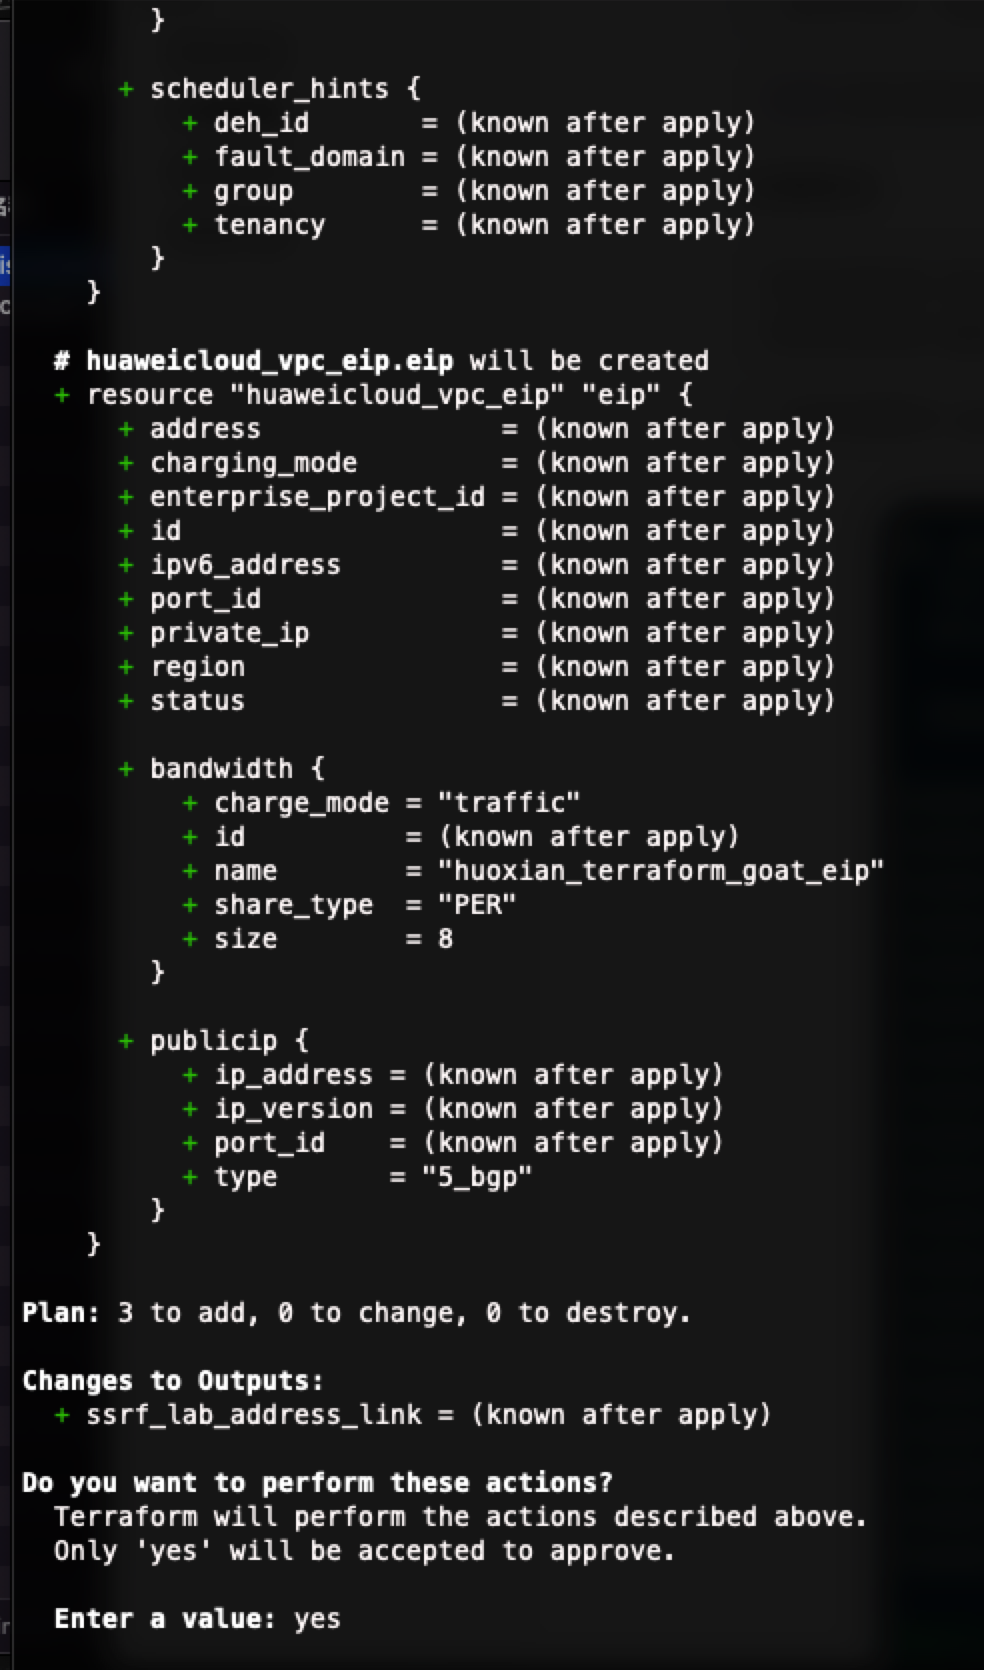 }
+ scheduler_hints {
+ deh_id       = (known after apply)
+ fault_domain = (known after apply)
+ group        = (known after apply)
+ tenancy      = (known after apply)
}
}
# huaweicloud_vpc_eip.eip will be created
+ resource "huaweicloud_vpc_eip" "eip" {
+ address               = (known after apply)
+ charging_mode         = (known after apply)
+ enterprise_project_id = (known after apply)
+ id                    = (known after apply)
+ ipv6_address          = (known after apply)
+ port_id               = (known after apply)
+ private_ip            = (known after apply)
+ region                = (known after apply)
+ status                = (known after apply)
+ bandwidth {
+ charge_mode = "traffic"
+ id          = (known after apply)
+ name        = "huoxian_terraform_goat_eip"
+ share_type  = "PER"
+ size        = 8
}
+ publicip {
+ ip_address = (known after apply)
+ ip_version = (known after apply)
+ port_id    = (known after apply)
+ type       = "5_bgp"
}
}
Plan: 3 to add, 0 to change, 0 to destroy.
Changes to Outputs:
+ ssrf_lab_address_link = (known after apply)
Do you want to perform these actions?
Terraform will perform the actions described above.
Only 'yes' will be accepted to approve.
Enter a value: yes